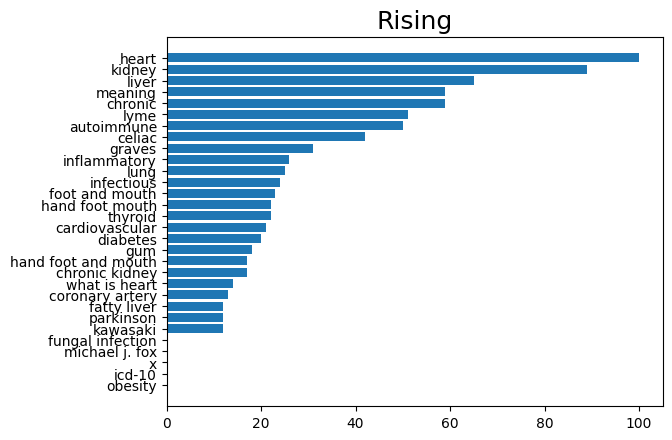 Rising
heart
kidney
liver
meaning
chronic
lyme
autoimmune
celiac
graves
inflammatory
lung
infectious
foot and mouth
hand foot mouth
thyroid
cardiovascular
diabetes
gum
hand foot and mouth
chronic kidney
what is heart
coronary artery
fatty liver
parkinson
kawasaki
fungal infection
michael j. fox
x
icd-10
obesity
0 20 40 60 80 100